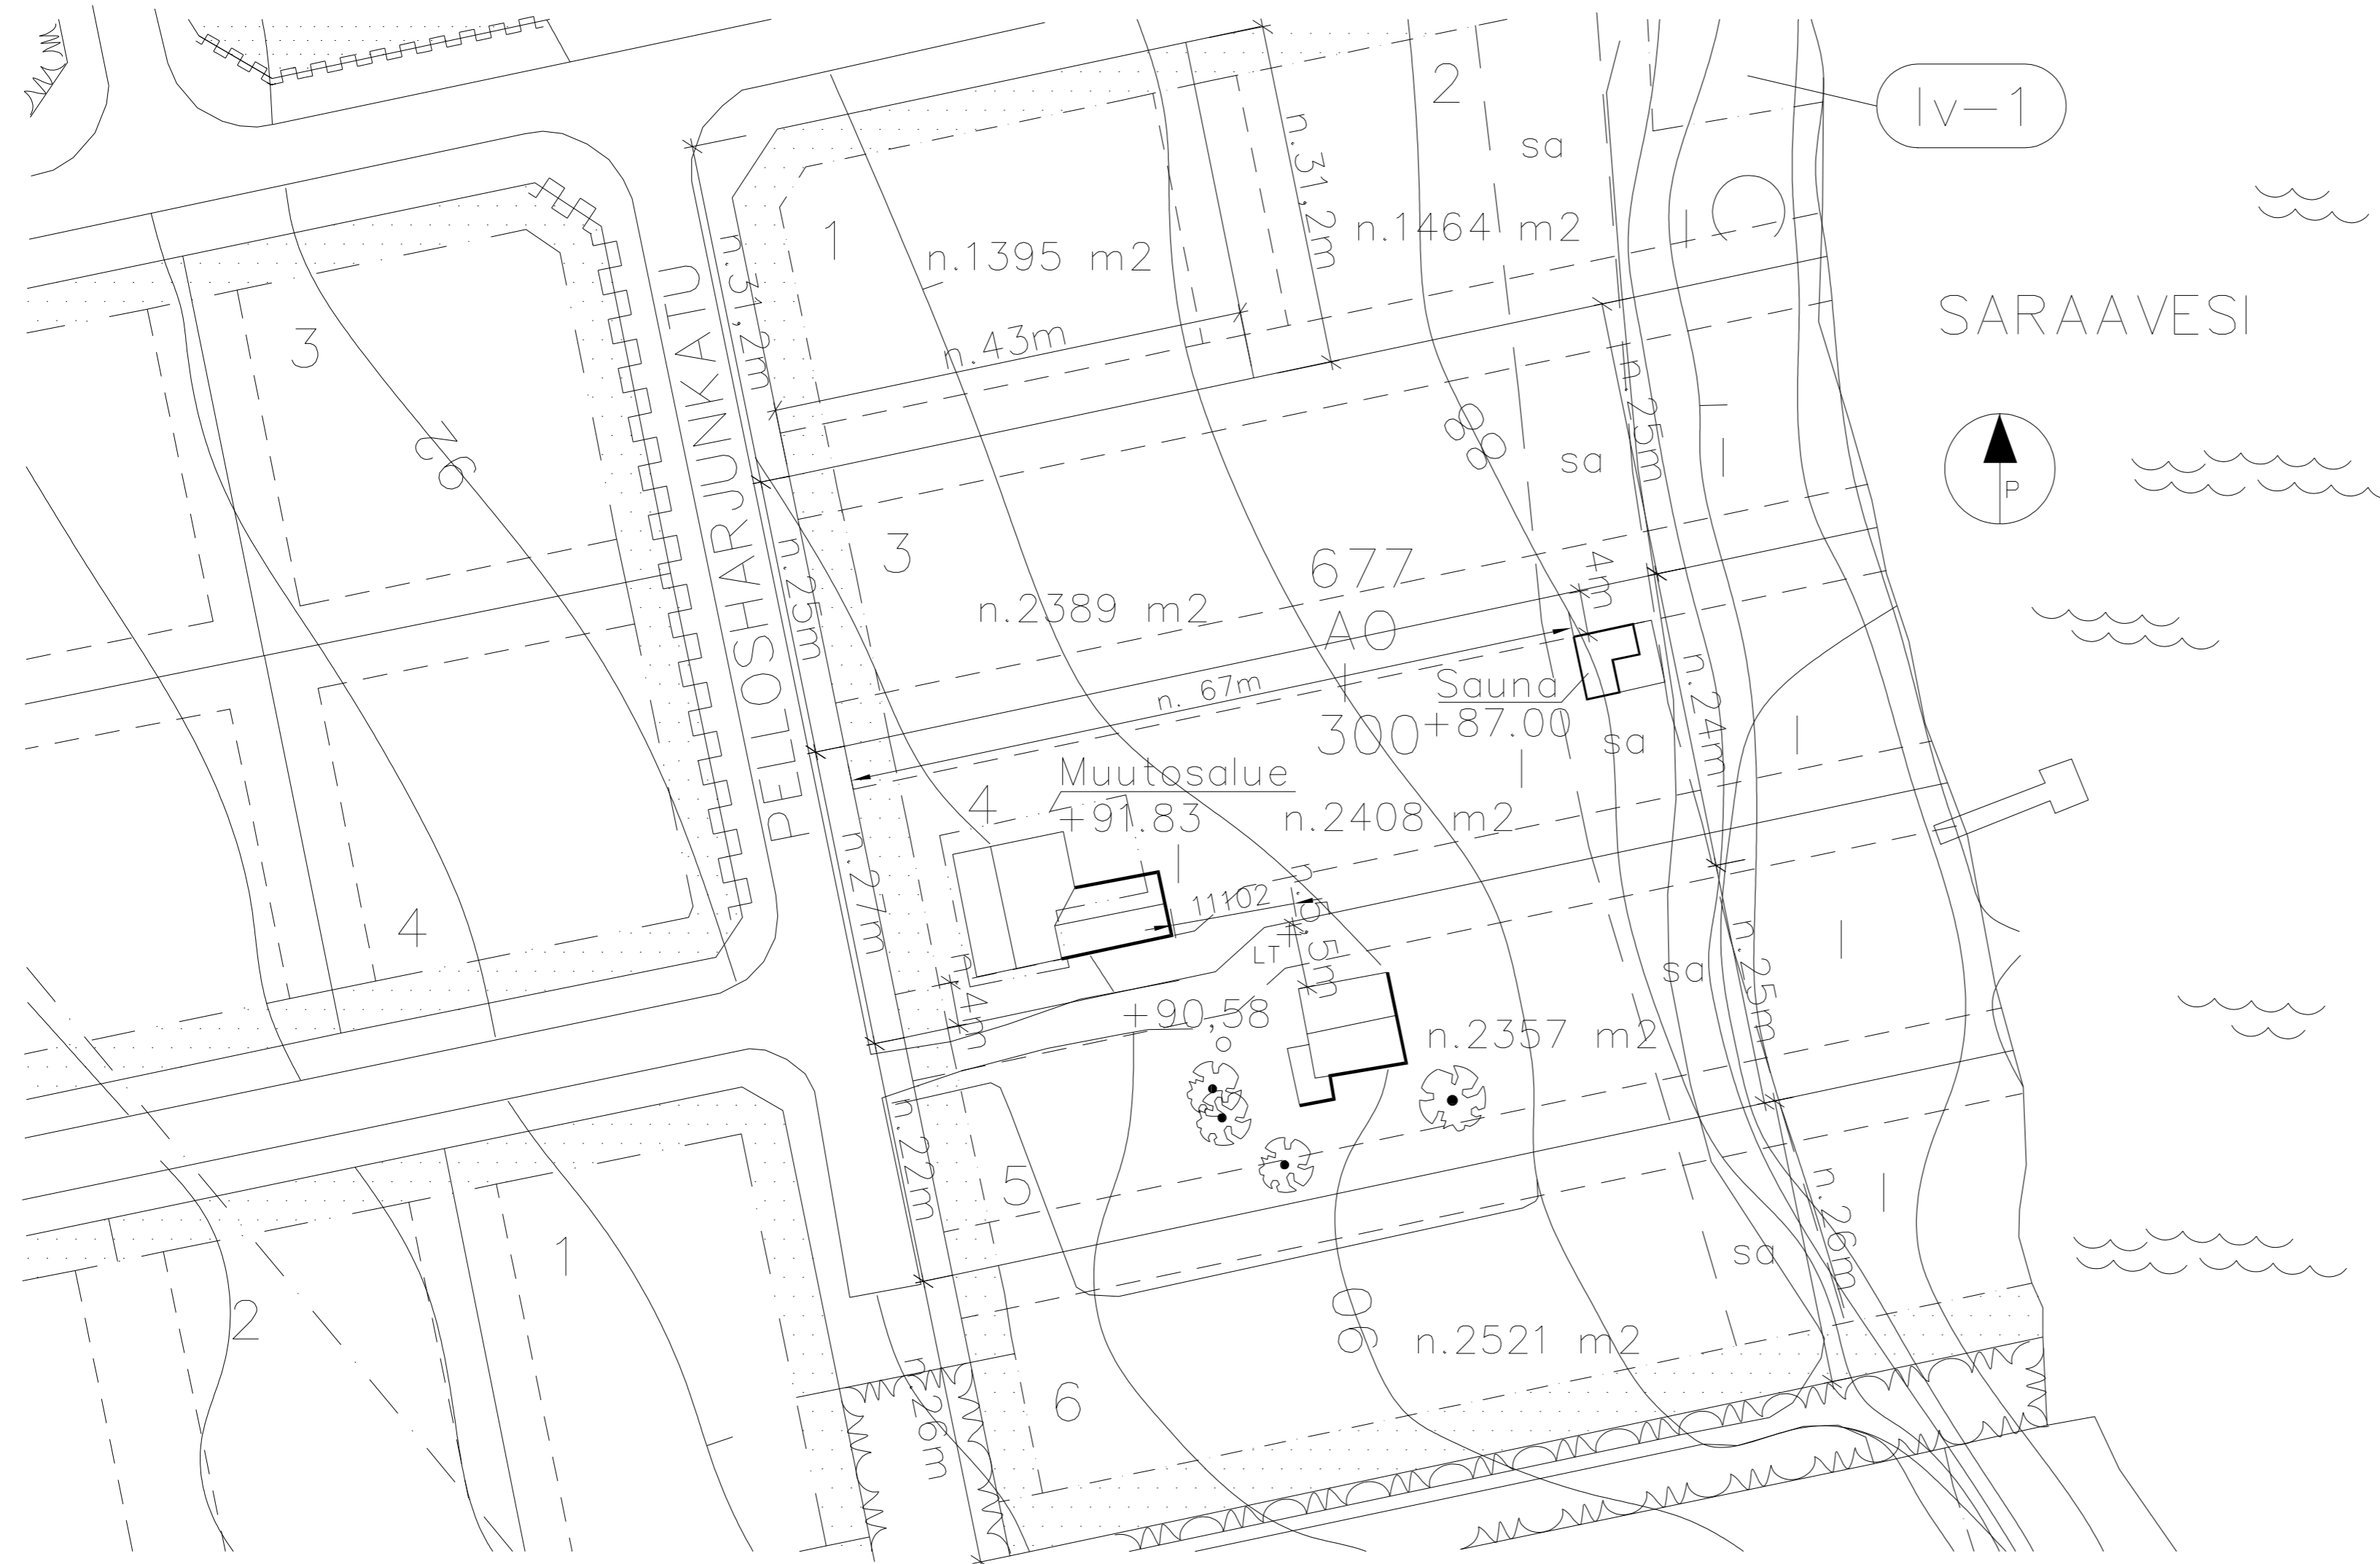 lv-1
2
sa
n.31,2m
n.1464 m2
1
n.1395 m2
n.31,2m
SARAAVESI
3
n.43m
PELLOSHARJUNKATU
92
88
n.25m
sa
P
3
n.25m
677
4m
n.2389 m2
AO
I
n. 67m
Sauna
+87.00
300
sa
n.24m
Muutosalue
+91.83
4
n.2408 m2
n.27m
11102
n.0.5m
LT
4
n.4m
sa
n.25m
+90,58
n.2357 m2
n.22m
5
n.26m
1
sa
2
90
n.2521 m2
6
n.26m